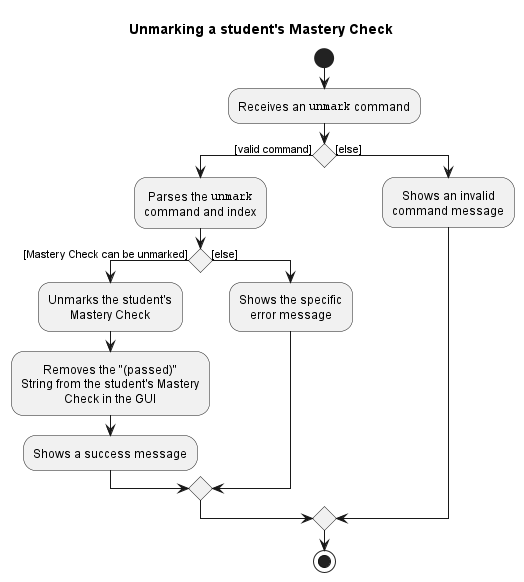 Unmarking a student's Mastery Check
Receives an unmark command
[valid command]
[else]
Parses the unmark
command and index
Shows an invalid
command message
[Mastery Check can be unmarked]
[else]
Unmarks the student's
Mastery Check
Shows the specific
error message
Removes the "(passed)"
String from the student's Mastery
Check in the GUI
Shows a success message